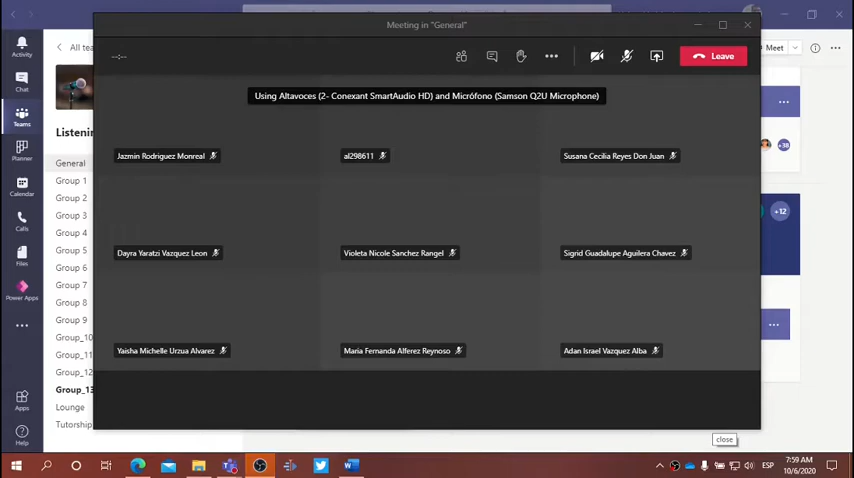 Meeting in "General"
Activity
All tea
Meet
--:--
Leave
Chat
Using Altavoces (2- Conexant SmartAudio HD) and Micrófono (Samson Q2U Microphone)
Teams
Listening
Planner
+38
Jazmin Rodriguez Monreal
al298611
Susana Cecilia Reyes Don Juan
General
Group 1
Calendar
Group 2
Group 3
+12
Calls
Group 4
Group 5
Dayra Yaratzi Vazquez Leon
Violeta Nicole Sanchez Rangel
Sigrid Guadalupe Aguilera Chavez
Files
Group 6
Group 7
Power Apps
Group 8
Group 9
Group_10
Group_11
Yaisha Michelle Urzua Alvarez
Maria Fernanda Alferez Reynoso
Adan Israel Vazquez Alba
Group_12
Group_13
Apps
Lounge
Tutorship
Help
close
ESP
7:59 AM
10/6/2020